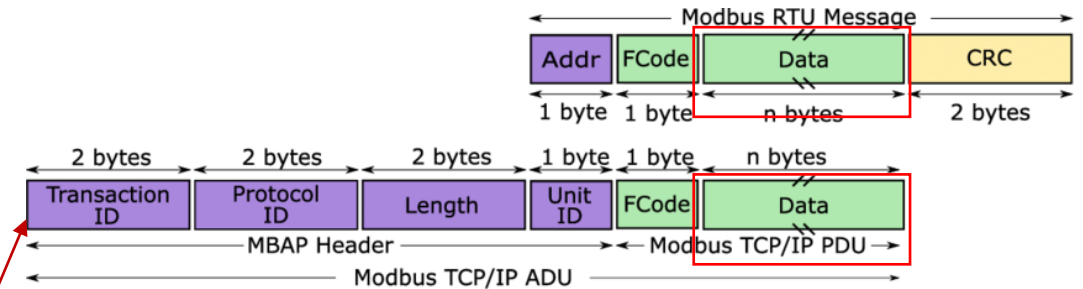 Modbus RTU Message
Addr FCode Data CRC
1 byte 1 byte n bytes 2 bytes
2 bytes 2 bytes 2 bytes 1 byte 1 byte n bytes
Transaction ID Protocol ID Length Unit ID FCode Data
MBAP Header Modbus TCP/IP PDU
Modbus TCP/IP ADU